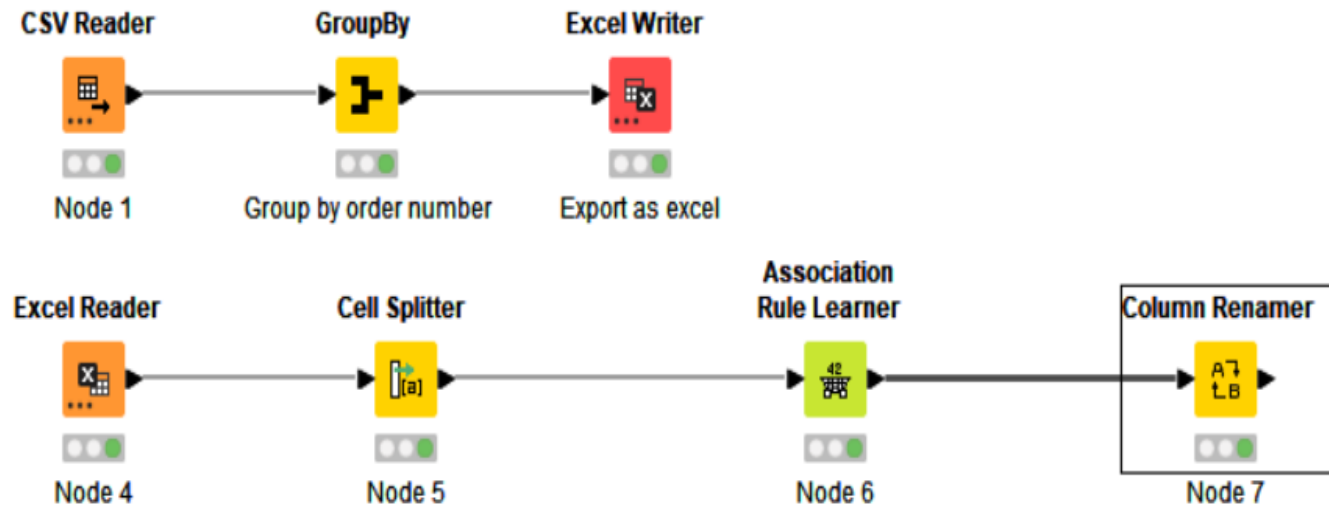 CSV Reader
GroupBy
Excel Writer
Node 1
Group by order number
Export as excel
Excel Reader
Cell Splitter
Association
Rule Learner
Column Renamer
[a]
42
A
B
Node 4
Node 5
Node 6
Node 7